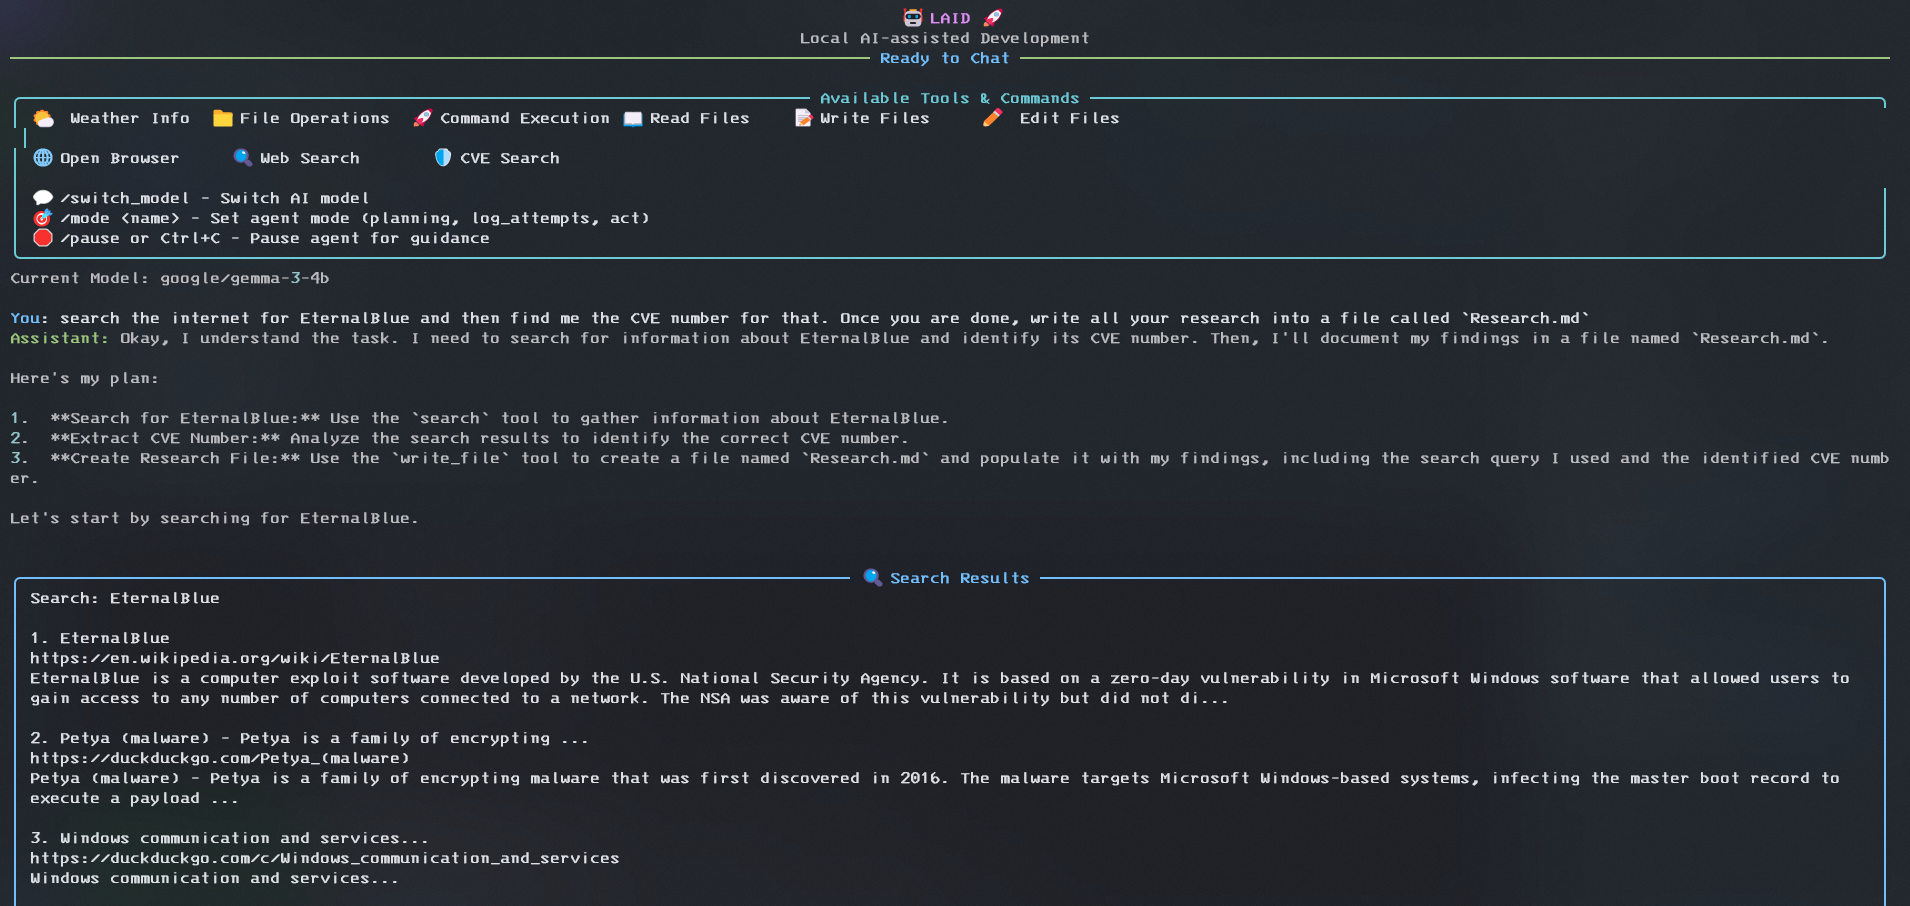 LAID
Local AI-assisted Development
Ready to Chat
Available Tools & Commands
Weather Info File Operations Command Execution Read Files Write Files Edit Files
Open Browser Web Search CVE Search
/switch_model - Switch AI model
/mode <name> - Set agent mode (planning, log_attempts, act)
/pause or Ctrl+C - Pause agent for guidance
Current Model: google/gemma-3-4b
You: search the internet for EternalBlue and then find me the CVE number for that. Once you are done, write all your research into a file called `Research.md`
Assistant: Okay, I understand the task. I need to search for information about EternalBlue and identify its CVE number. Then, I'll document my findings in a file named `Research.md`.
Here's my plan:
1.  **Search for EternalBlue:** Use the `search` tool to gather information about EternalBlue.
2.  **Extract CVE Number:** Analyze the search results to identify the correct CVE number.
3.  **Create Research File:** Use the `write_file` tool to create a file named `Research.md` and populate it with my findings, including the search query I used and the identified CVE numb
er.
Let's start by searching for EternalBlue.
Search Results
Search: EternalBlue
1. EternalBlue
https://en.wikipedia.org/wiki/EternalBlue
EternalBlue is a computer exploit software developed by the U.S. National Security Agency. It is based on a zero-day vulnerability in Microsoft Windows software that allowed users to
gain access to any number of computers connected to a network. The NSA was aware of this vulnerability but did not di...
2. Petya (malware) - Petya is a family of encrypting ...
https://duckduckgo.com/Petya_(malware)
Petya (malware) - Petya is a family of encrypting malware that was first discovered in 2016. The malware targets Microsoft Windows-based systems, infecting the master boot record to
execute a payload ...
3. Windows communication and services...
https://duckduckgo.com/c/Windows_communication_and_services
Windows communication and services...